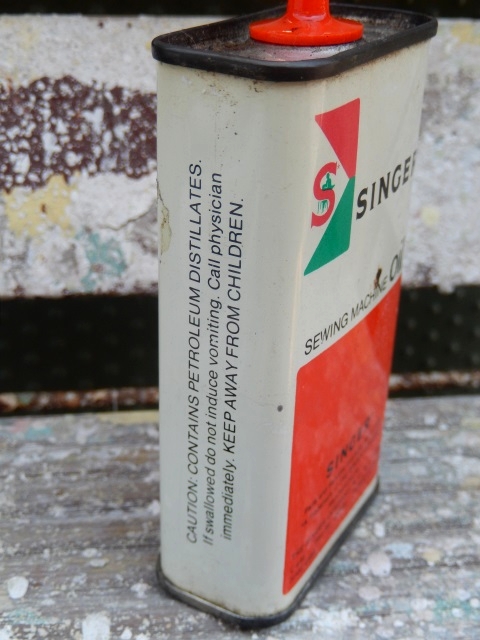 CAUTION: CONTAINS PETROLEUM DISTILLATES.
If swallowed do not induce vomiting. Call physician
immediately. KEEP AWAY FROM CHILDREN.
S
SINGER
SEWING MACHINE OIL
SINGER